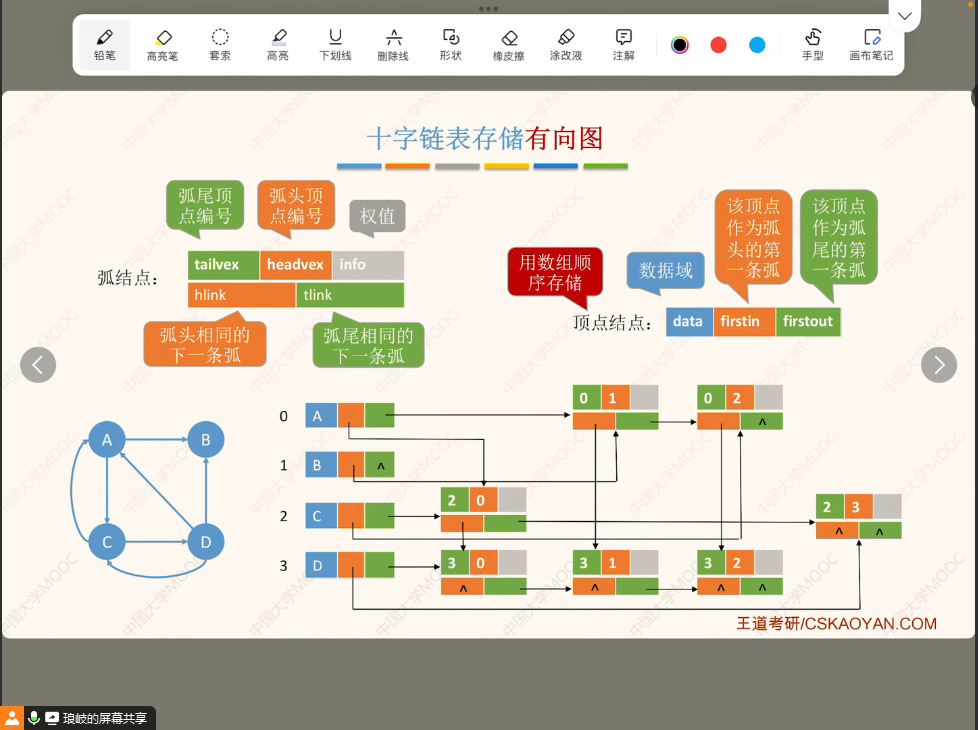 铅笔
高亮笔
套索
高亮
下划线
删除线
形状
橡皮擦
涂改液
注解
手型
画布笔记
十字链表存储有向图
弧尾顶
点编号
弧头顶
点编号
权值
弧结点：
tailvex headvex info
hlink tlink
弧头相同的
下一条弧
弧尾相同的
下一条弧
用数组顺
序存储
数据域
该顶点
作为弧
头的第
一条弧
该顶点
作为弧
尾的第
一条弧
顶点结点：
data firstin firstout
A B
C D
0 A
0 1
0 2
^
1 B ^
2 C
2 0
2 3
^ ^
3 D
3 0
^
3 1
^
3 2
^ ^
王道考研/CSKAOYAN.COM
中国大学MOOC
琅岐的屏幕共享